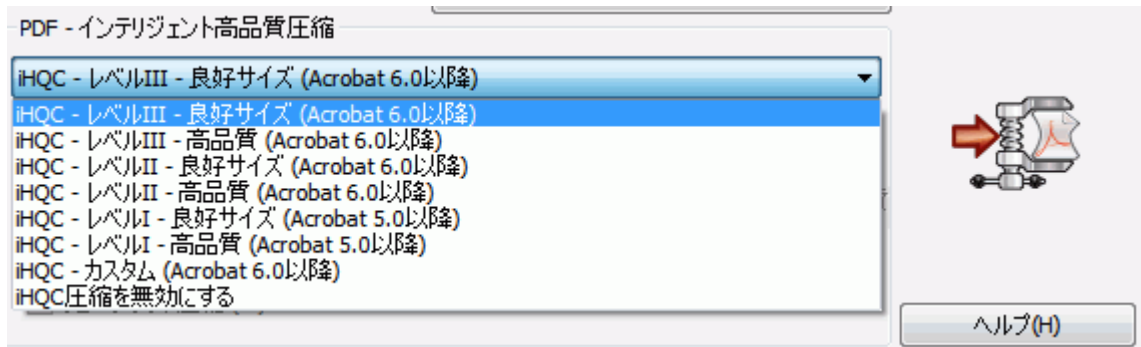 PDF - インテリジェント高品質圧縮
iHQC - レベルIII - 良好サイズ (Acrobat 6.0以降)
iHQC - レベルIII - 良好サイズ (Acrobat 6.0以降)
iHQC - レベルIII - 高品質 (Acrobat 6.0以降)
iHQC - レベルII - 良好サイズ (Acrobat 6.0以降)
iHQC - レベルII - 高品質 (Acrobat 6.0以降)
iHQC - レベルI - 良好サイズ (Acrobat 5.0以降)
iHQC - レベルI - 高品質 (Acrobat 5.0以降)
iHQC - カスタム (Acrobat 6.0以降)
iHQC圧縮を無効にする
ヘルプ(H)